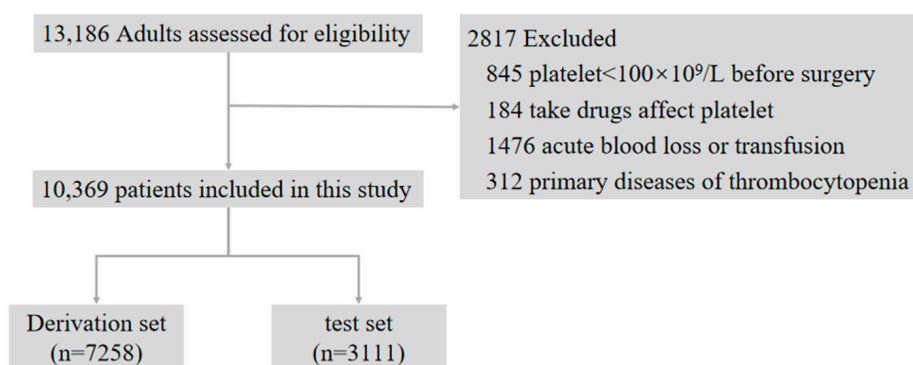 13,186 Adults assessed for eligibility
2817 Excluded
845 platelet<100×10⁹/L before surgery
184 take drugs affect platelet
1476 acute blood loss or transfusion
312 primary diseases of thrombocytopenia
10,369 patients included in this study
Derivation set
(n=7258)
test set
(n=3111)